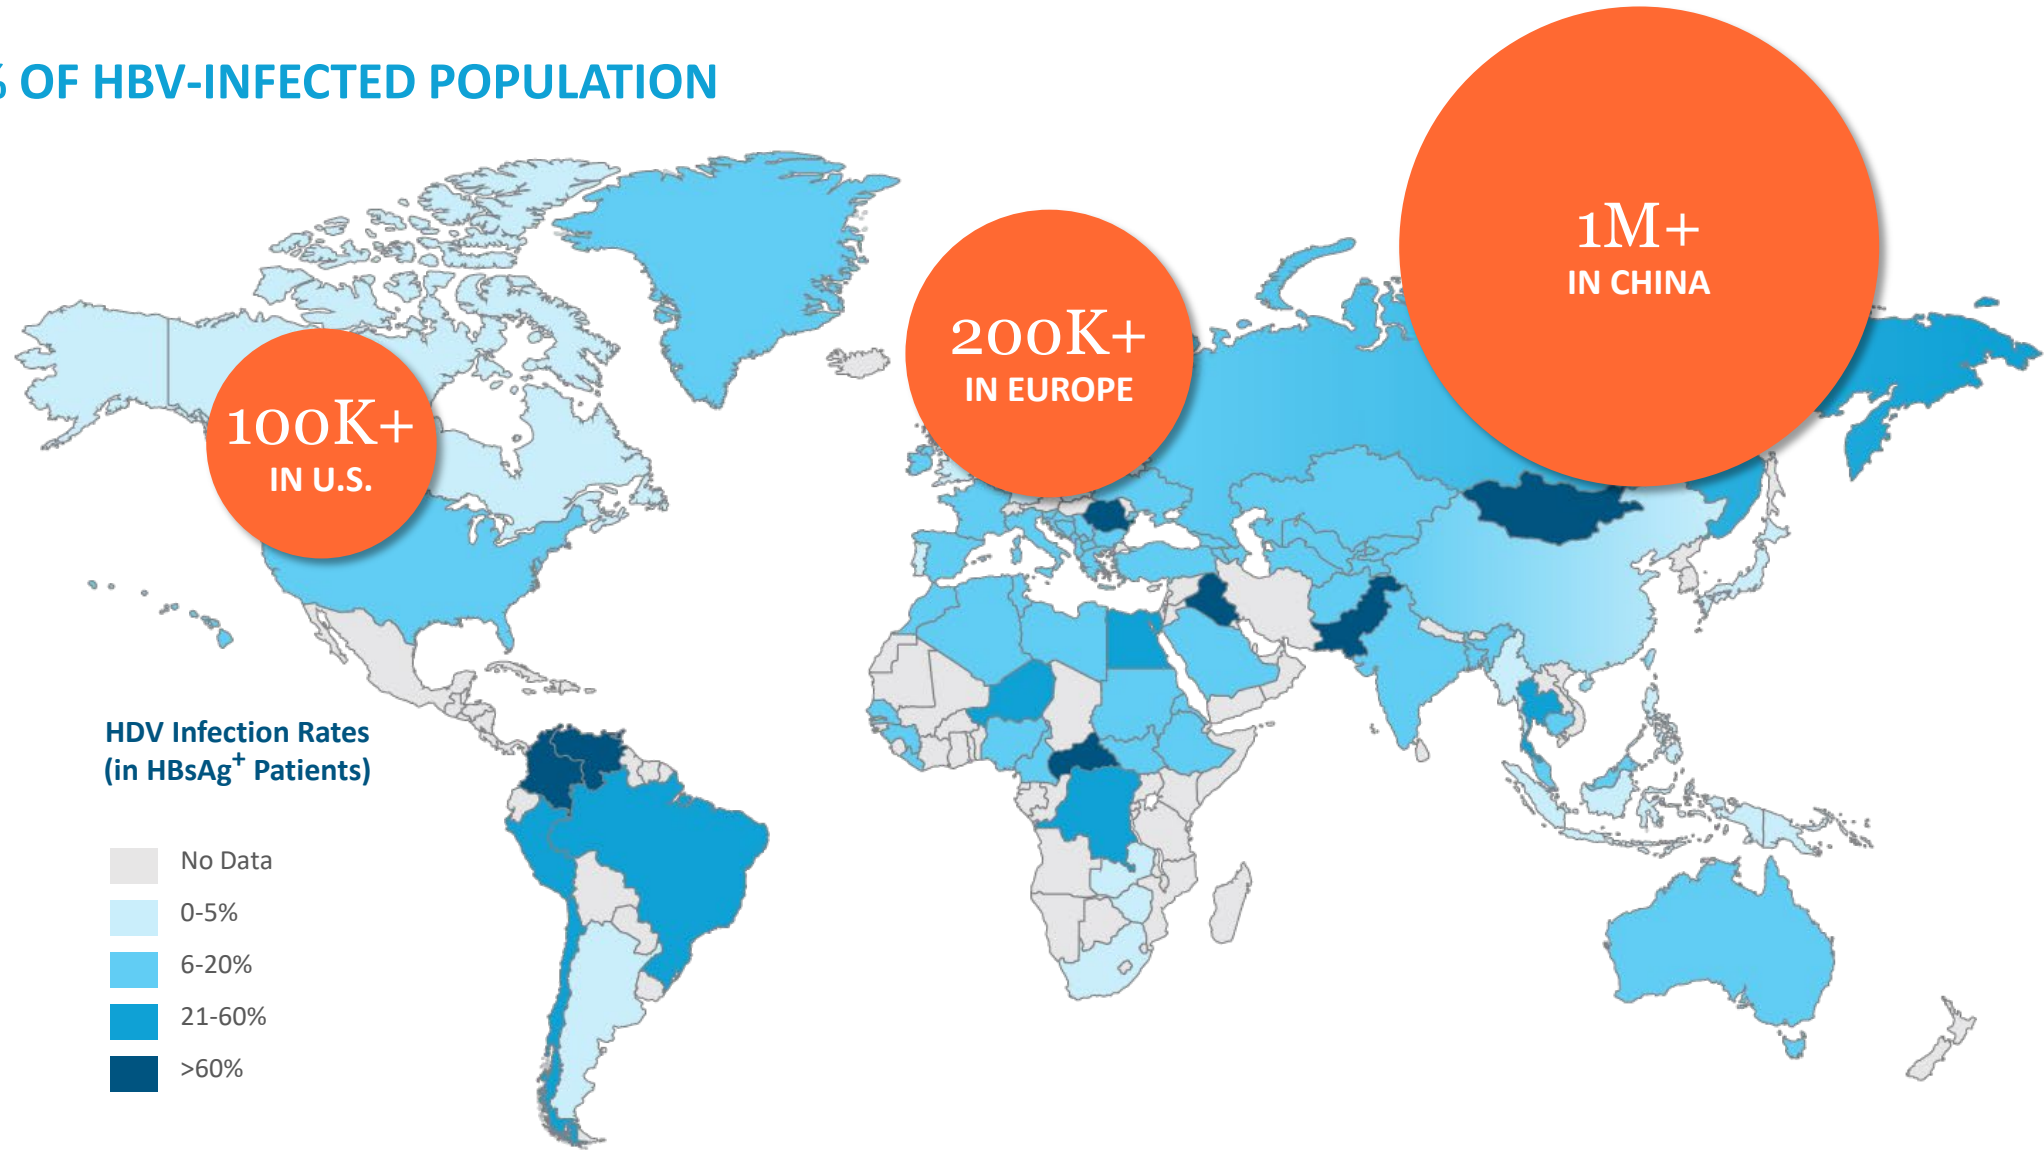 % OF HBV-INFECTED POPULATION
1M+
IN CHINA
200K+
IN EUROPE
100K+
IN U.S.
HDV Infection Rates
(in HBsAg+ Patients)
No Data
0-5%
6-20%
21-60%
>60%